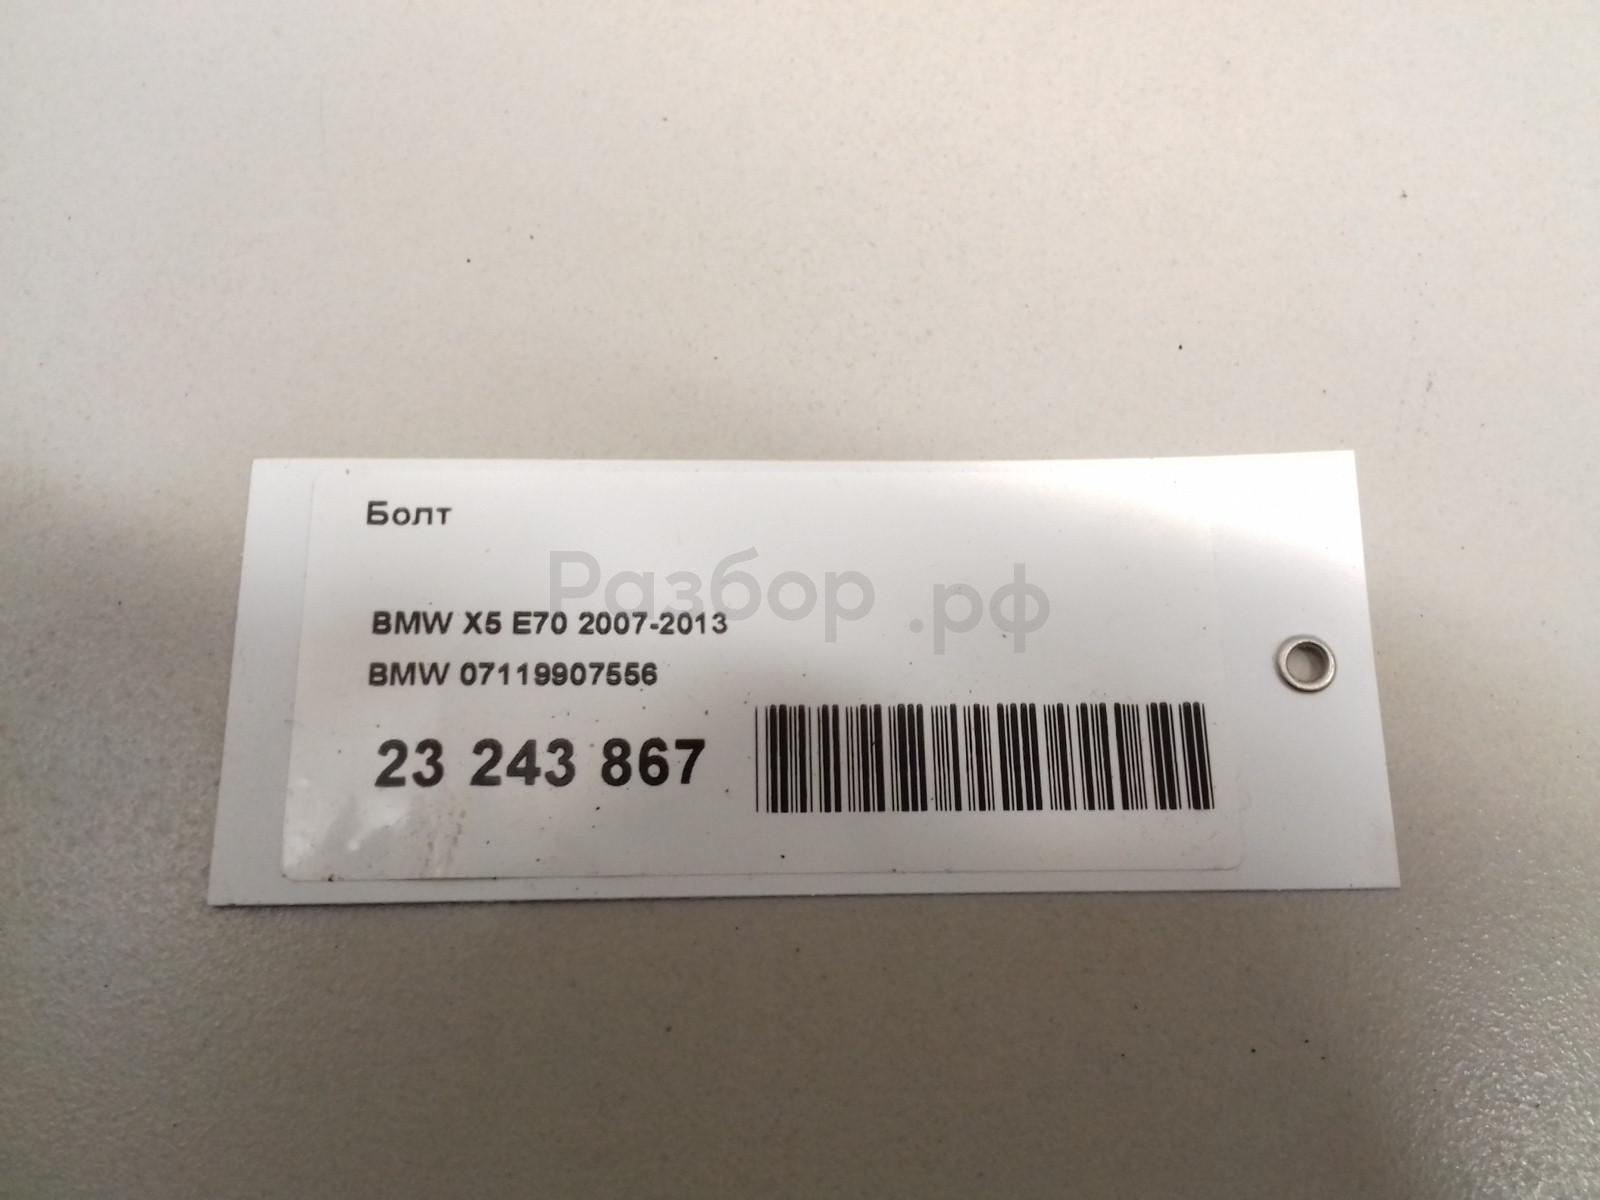 Болт
Разбор.рф
BMW X5 E70 2007-2013
BMW 07119907556
23 243 867